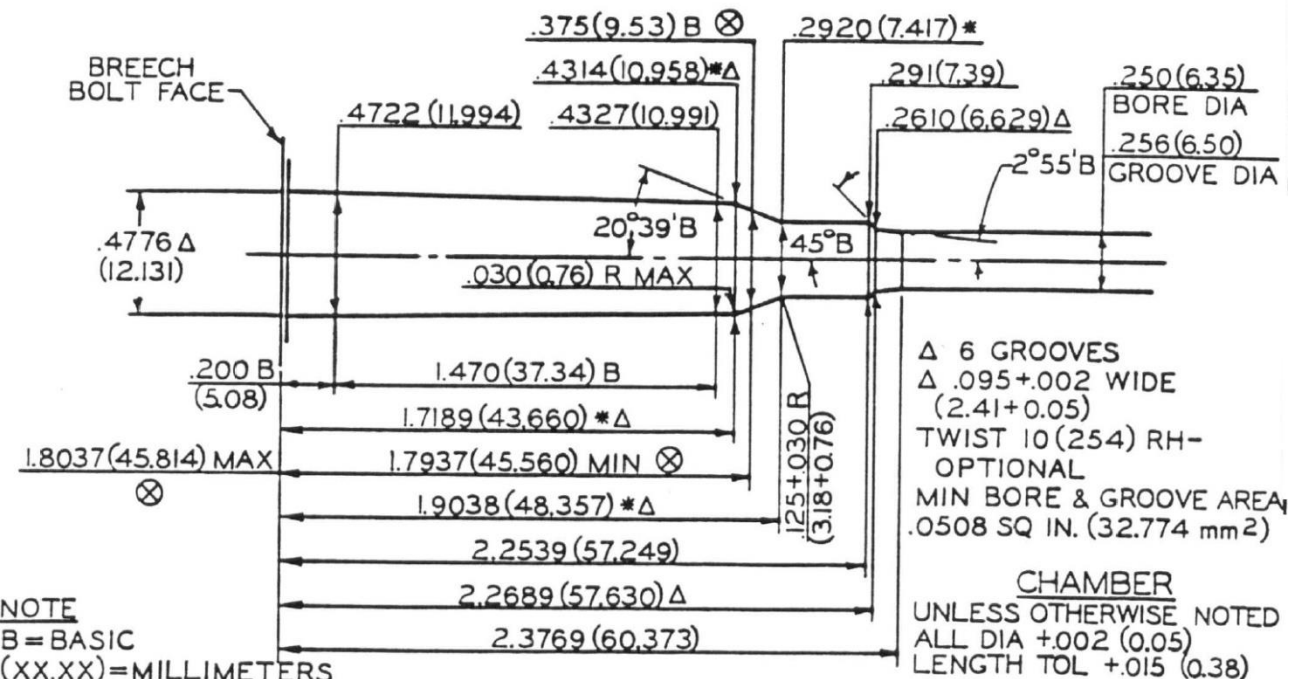 .375(9.53) B ⊗
.2920(7.417)*
BREECH
BOLT FACE
.4314(10,958)*Δ
.291(7.39)
.250(6.35)
BORE DIA
.4722(11.994)
.4327(10.991)
.2610(6,629)Δ
.256(6.50)
GROOVE DIA
2°55'B
.4776Δ
(12.131)
20°39'B
45°B
.030(0.76) R MAX
.200 B
(5.08)
1.470(37.34) B
1.7189(43,660)*Δ
1.8037(45.814) MAX
⊗
1.7937(45.560) MIN ⊗
.125+.030 R
(3.18+0.76)
1.9038(48,357)*Δ
2.2539(57,249)
2.2689(57,630)Δ
2.3769(60,373)
Δ 6 GROOVES
Δ .095+.002 WIDE
(2.41+0.05)
TWIST 10(254) RH-
OPTIONAL
MIN BORE & GROOVE AREA,
.0508 SQ IN. (32.774 mm2)
CHAMBER
UNLESS OTHERWISE NOTED
ALL DIA +.002 (0.05)
LENGTH TOL +.015 (0.38)
NOTE
B=BASIC
(XX.XX)=MILLIMETERS